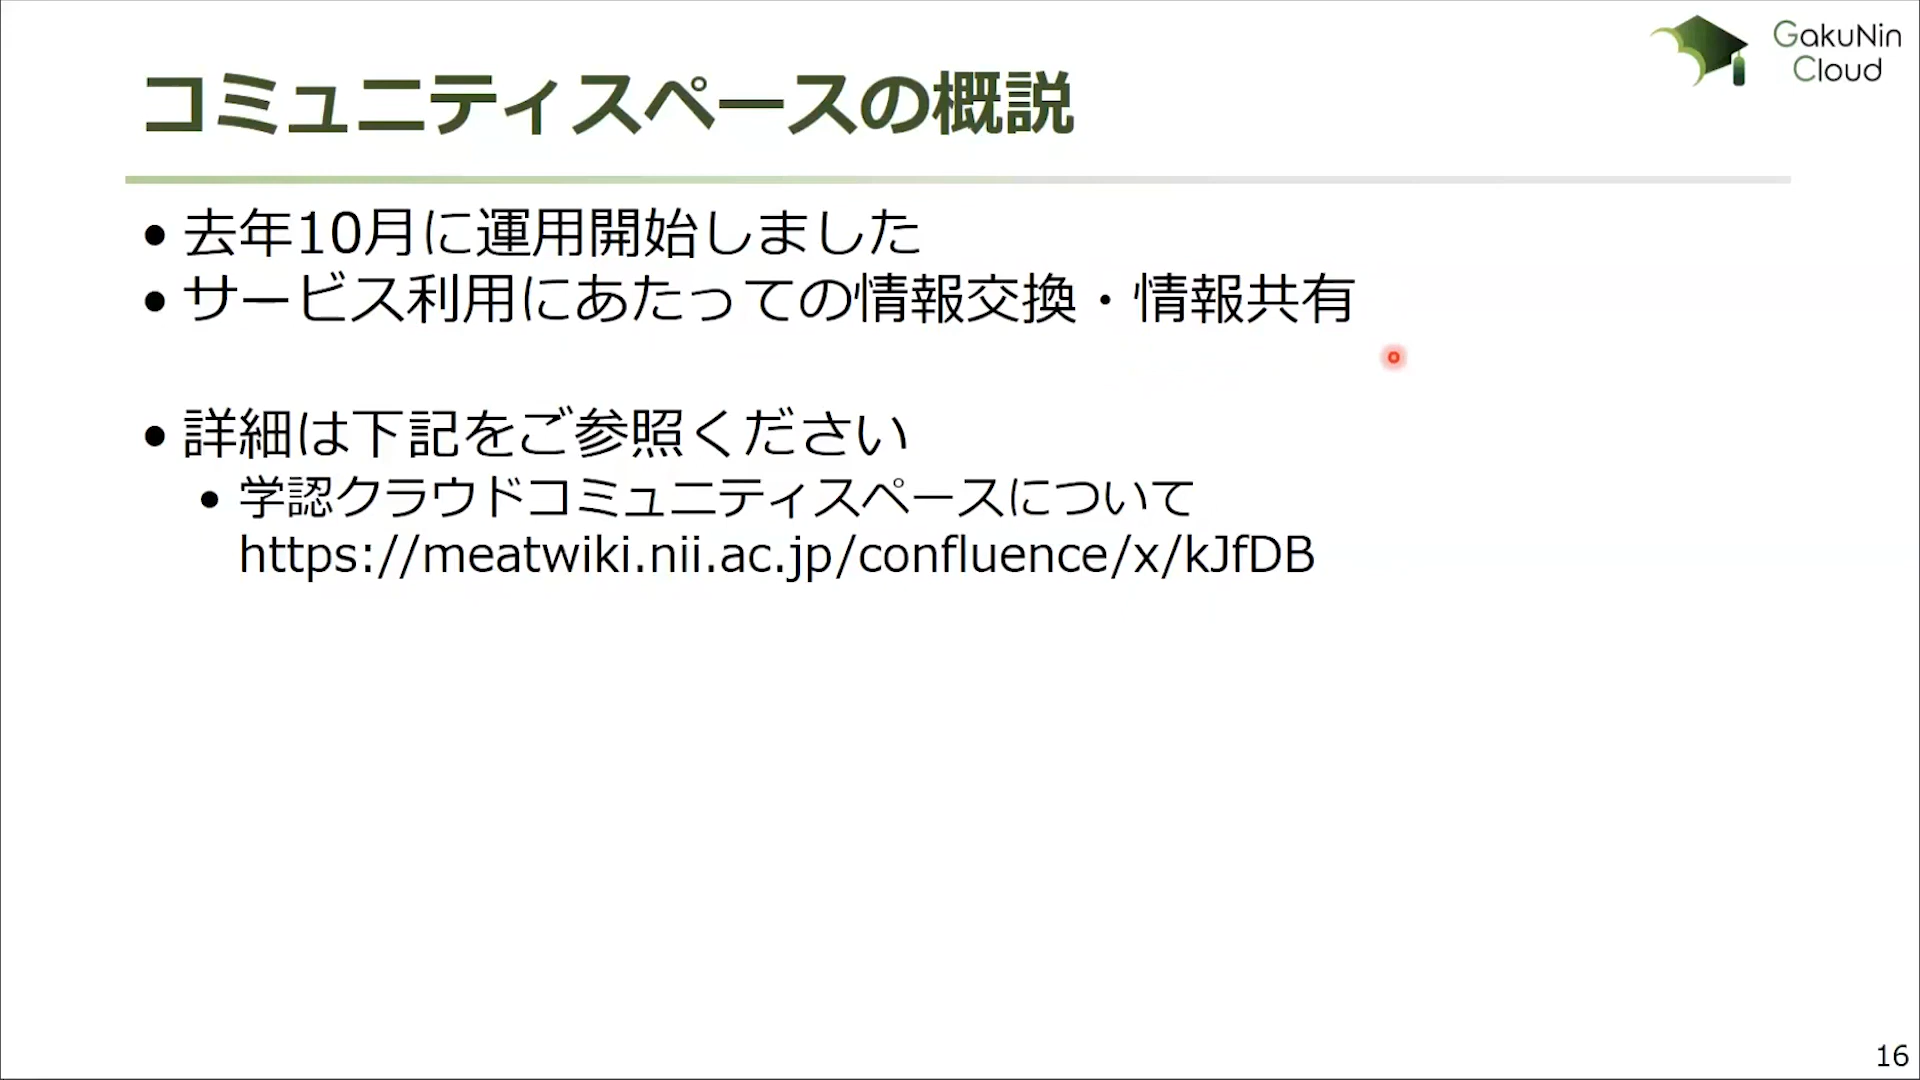 GakuNin
Cloud
コミュニティスペースの概説
• 去年10月に運用開始しました
• サービス利用にあたっての情報交換・情報共有
• 詳細は下記をご参照ください
• 学認クラウドコミュニティスペースについて
https://meatwiki.nii.ac.jp/confluence/x/kJfDB
16